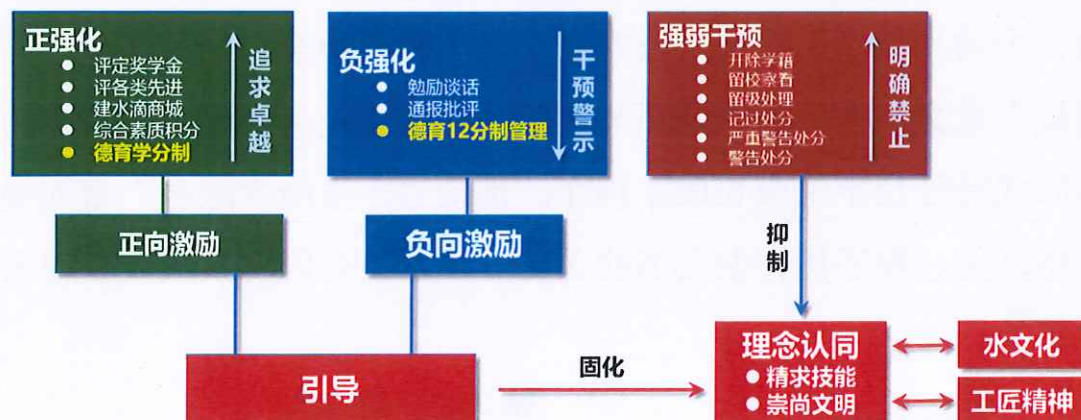 正强化
评定奖学金
评各类先进
建水滴商城
综合素质积分
德育学分制
追求卓越
负强化
勉励谈话
通报批评
德育12分制管理
干预警示
强弱干预
开除学籍
留校察看
留级处理
记过处分
严重警告处分
警告处分
明确禁止
正向激励
负向激励
抑制
引导
固化
理念认同
精求技能
崇尚文明
水文化
工匠精神